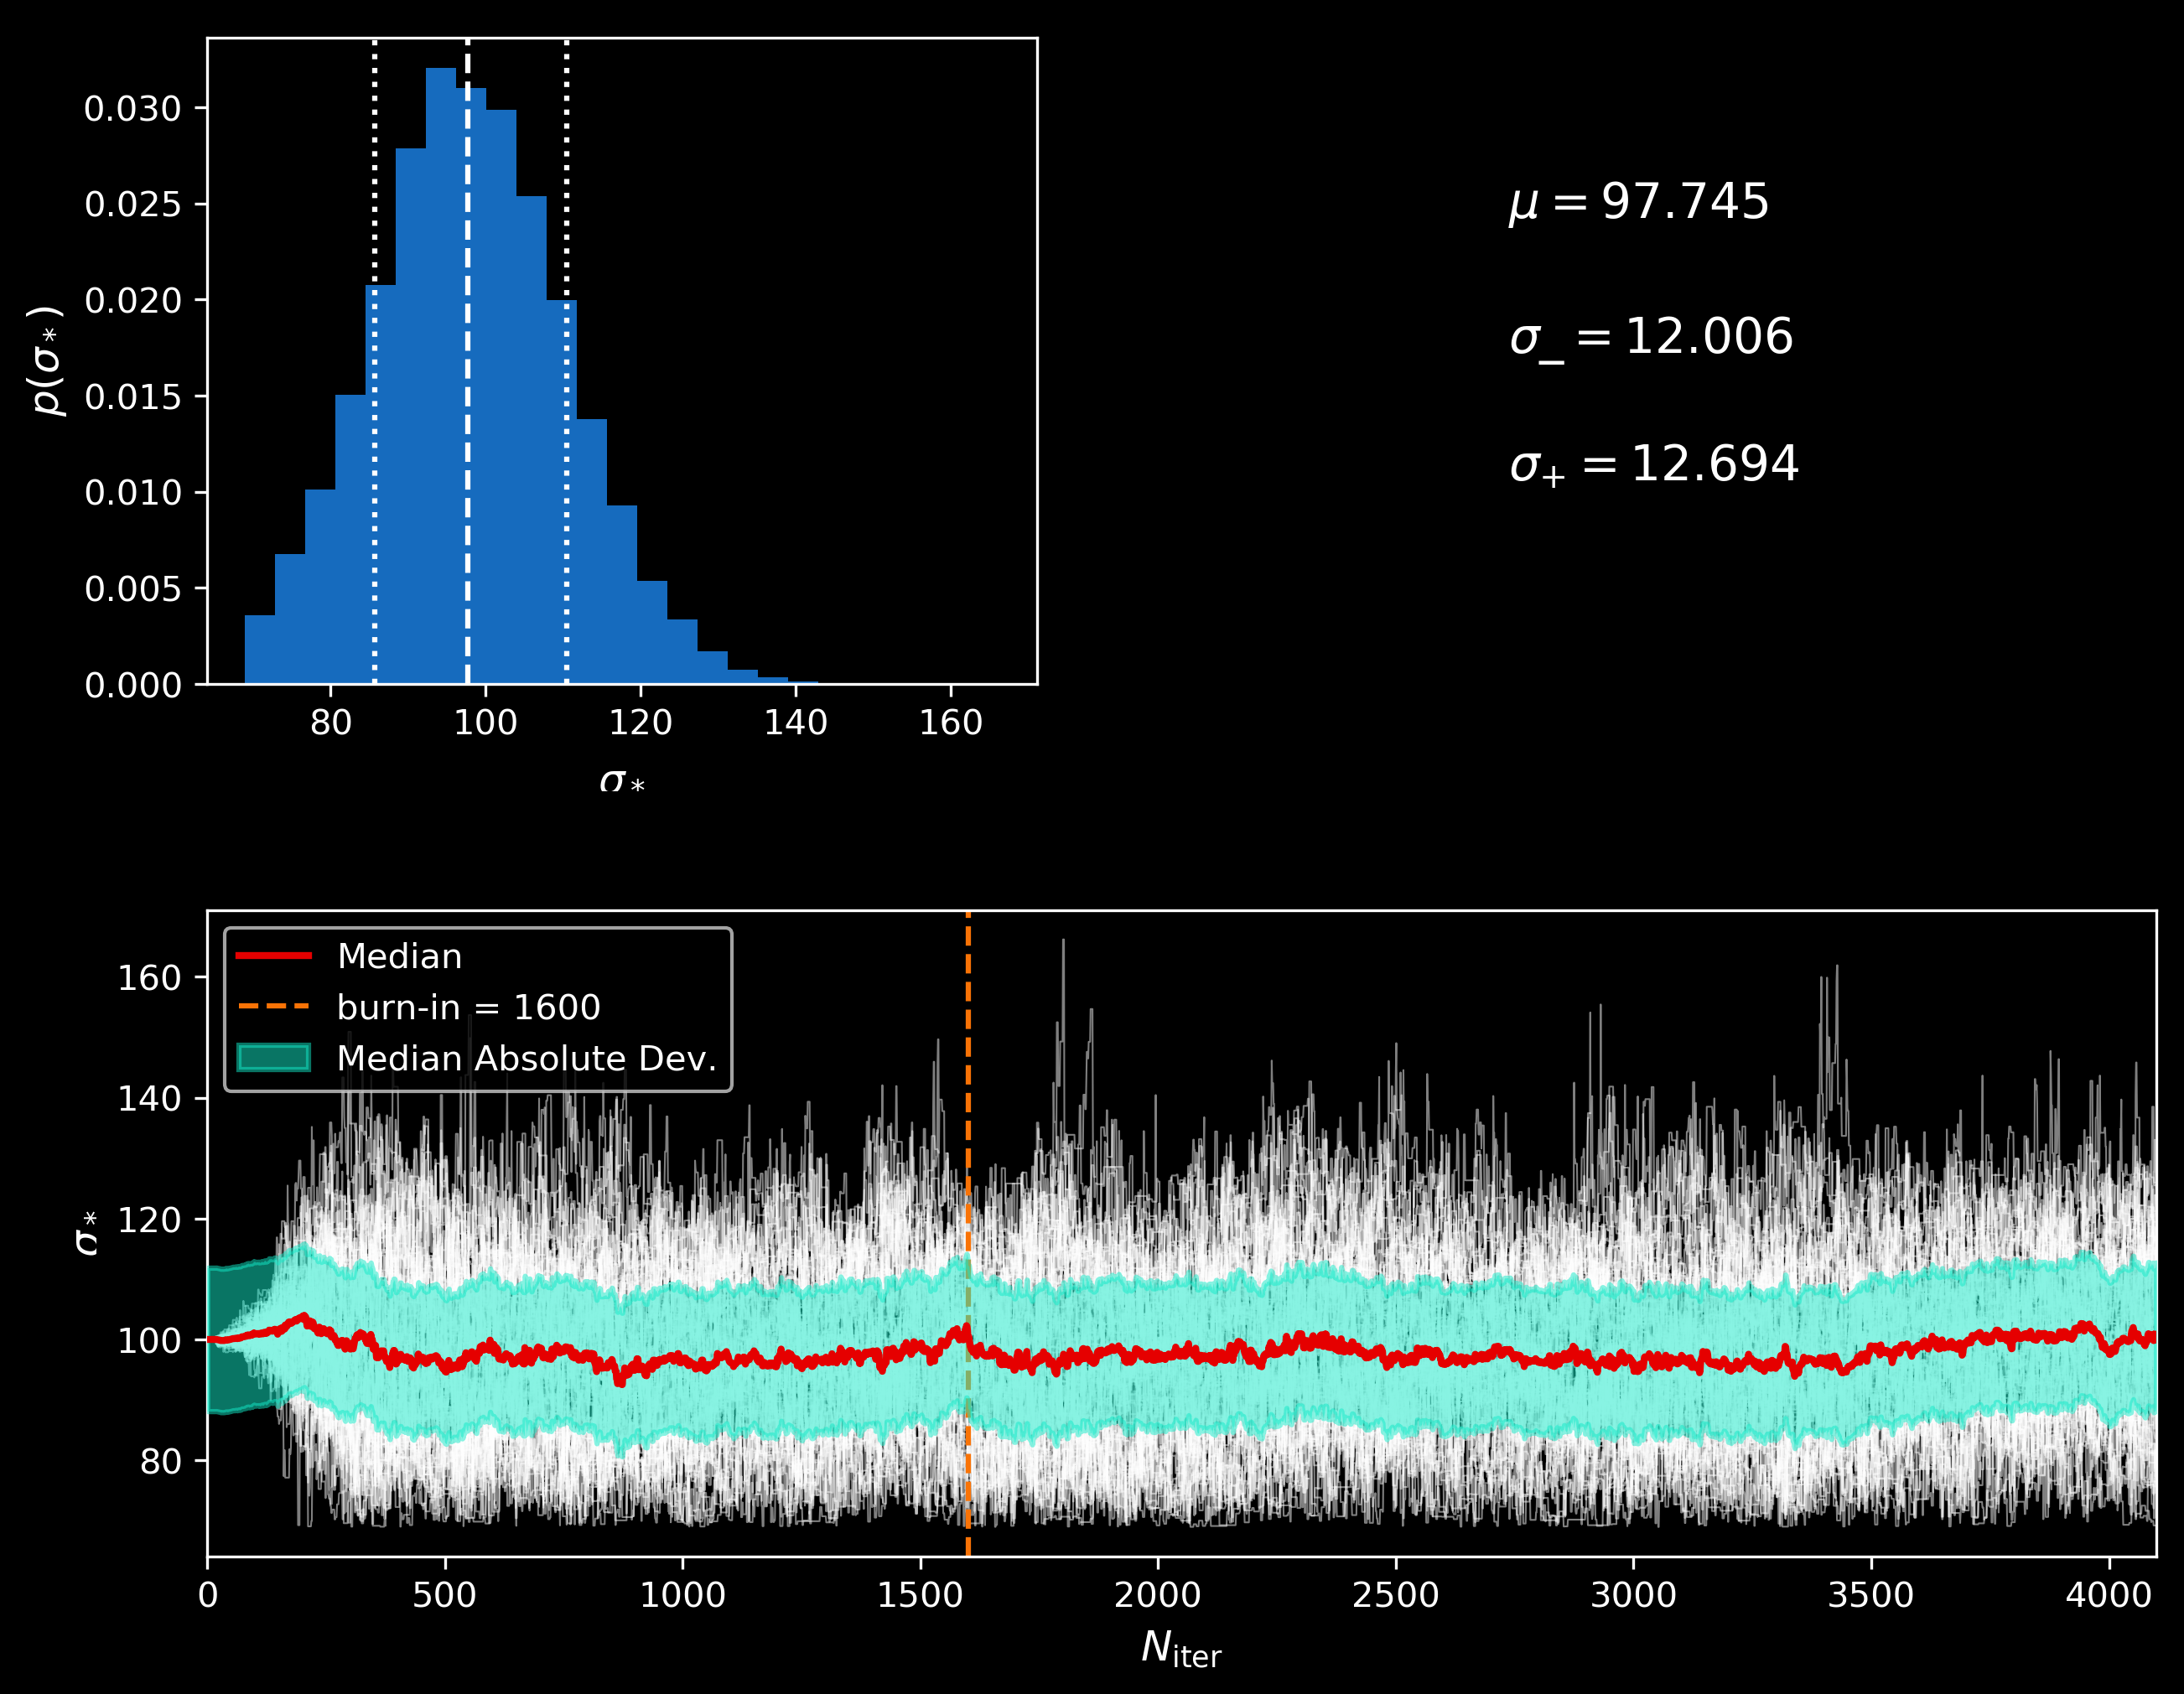 0.030
0.025
0.020
0.015
0.010
0.005
0.000
p(σ*)
80 100 120 140 160
σ*
μ = 97.745
σ_ = 12.006
σ+ = 12.694
Median
burn-in = 1600
Median Absolute Dev.
160
140
120
100
80
σ*
0 500 1000 1500 2000 2500 3000 3500 4000
Niter